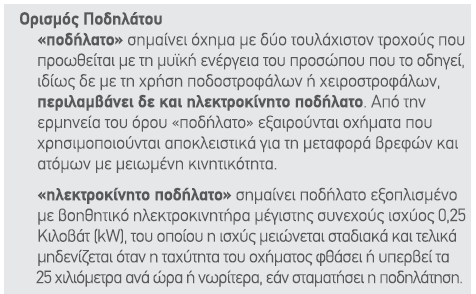 Ορισμός Ποδηλάτου
«ποδήλατο» σημαίνει όχημα με δύο τουλάχιστον τροχούς που
προωθείται με τη μυϊκή ενέργεια του προσώπου που το οδηγεί,
ιδίως δε με τη χρήση ποδοστροφάλων ή χειροστροφάλων,
περιλαμβάνει δε και ηλεκτροκίνητο ποδήλατο. Από την
ερμηνεία του όρου «ποδήλατο» εξαιρούνται οχήματα που
χρησιμοποιούνται αποκλειστικά για τη μεταφορά βρεφών και
ατόμων με μειωμένη κινητικότητα.
«ηλεκτροκίνητο ποδήλατο» σημαίνει ποδήλατο εξοπλισμένο
με βοηθητικό ηλεκτροκινητήρα μέγιστης συνεχούς ισχύος 0,25
Κιλοβάτ (kW), του οποίου η ισχύς μειώνεται σταδιακά και τελικά
μηδενίζεται όταν η ταχύτητα του οχήματος φθάσει ή υπερβεί τα
25 χιλιόμετρα ανά ώρα ή νωρίτερα, εάν σταματήσει η ποδηλάτηση.